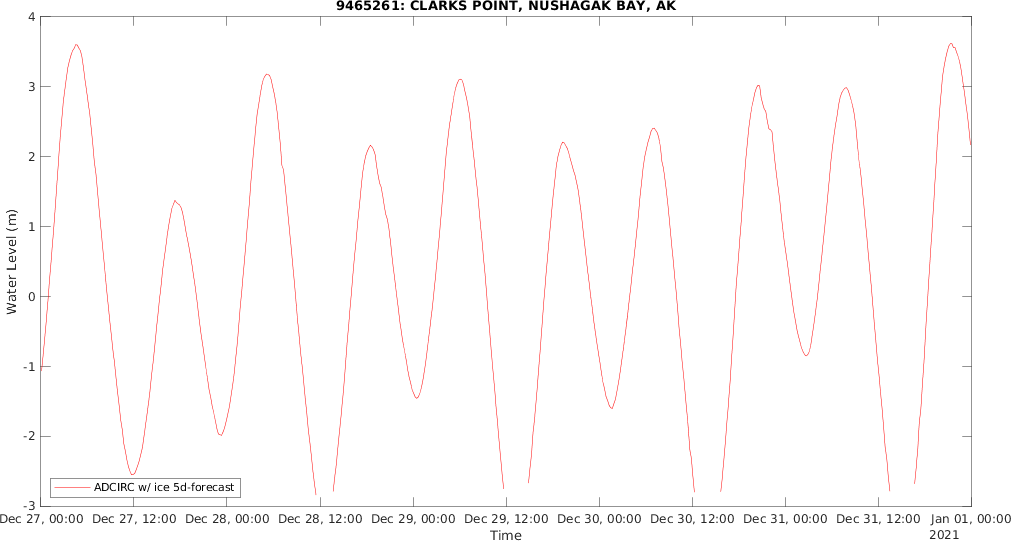 9465261: CLARKS POINT, NUSHAGAK BAY, AK
4
3
2
1
0
-1
-2
-3
Water Level (m)
ADCIRC w/ ice 5d-forecast
Dec 27, 00:00 Dec 27, 12:00 Dec 28, 00:00 Dec 28, 12:00 Dec 29, 00:00 Dec 29, 12:00 Dec 30, 00:00 Dec 30, 12:00 Dec 31, 00:00 Dec 31, 12:00 Jan 01, 00:00
Time
2021